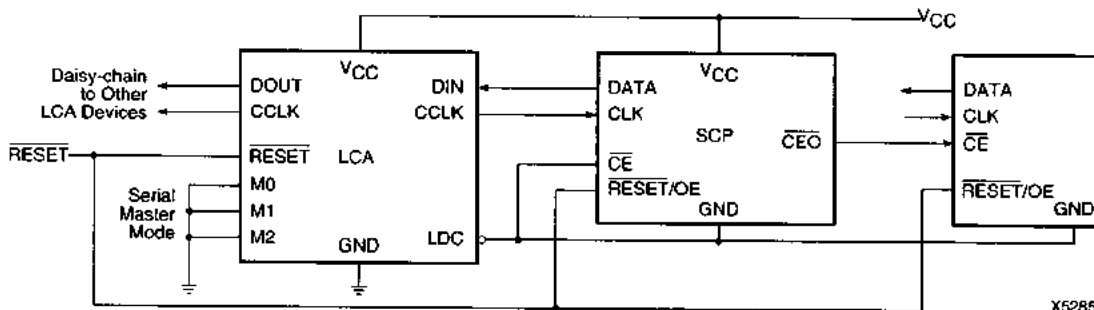 VCC
Daisy-chain
to Other
LCA Devices
DOUT
CCLK
VCC
DIN
CCLK
RESET
RESET
LCA
M0
M1
M2
Serial
Master
Mode
GND
LDC
VCC
DATA
CLK
SCP
CEO
CE
RESET/OE
GND
DATA
CLK
CE
RESET/OE
GND
X5285